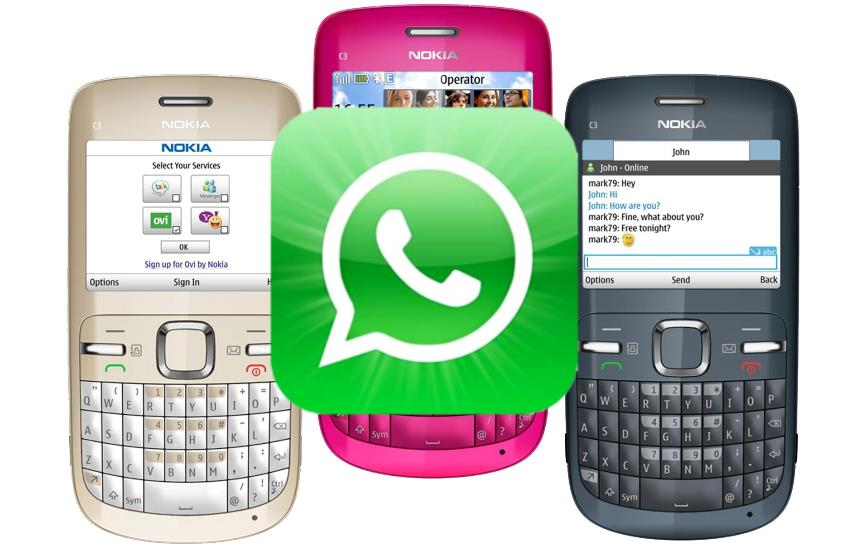 C3
NOKIA
NOKIA
Select Your Services
talk
Messenger
ovi
Y!
OK
Sign up for Ovi by Nokia
Options Sign In H
Q W E R T Y U I O P
A S D F G H J K L
Z X C V B N M , .
Sym
@ ? Ctrl
C3
NOKIA
E Operator
16 55
Sym
@ ? Ctrl
C3
NOKIA
John
John - Online
mark79: Hey
John: Hi
John: How are you?
mark79: Fine, what about you?
mark79: Free tonight?
mark79:
abc
Options Send Back
Q W E R T Y U I O P
A S D F G H J K L
Z X C V B N M , .
Sym
@ ? Ctrl